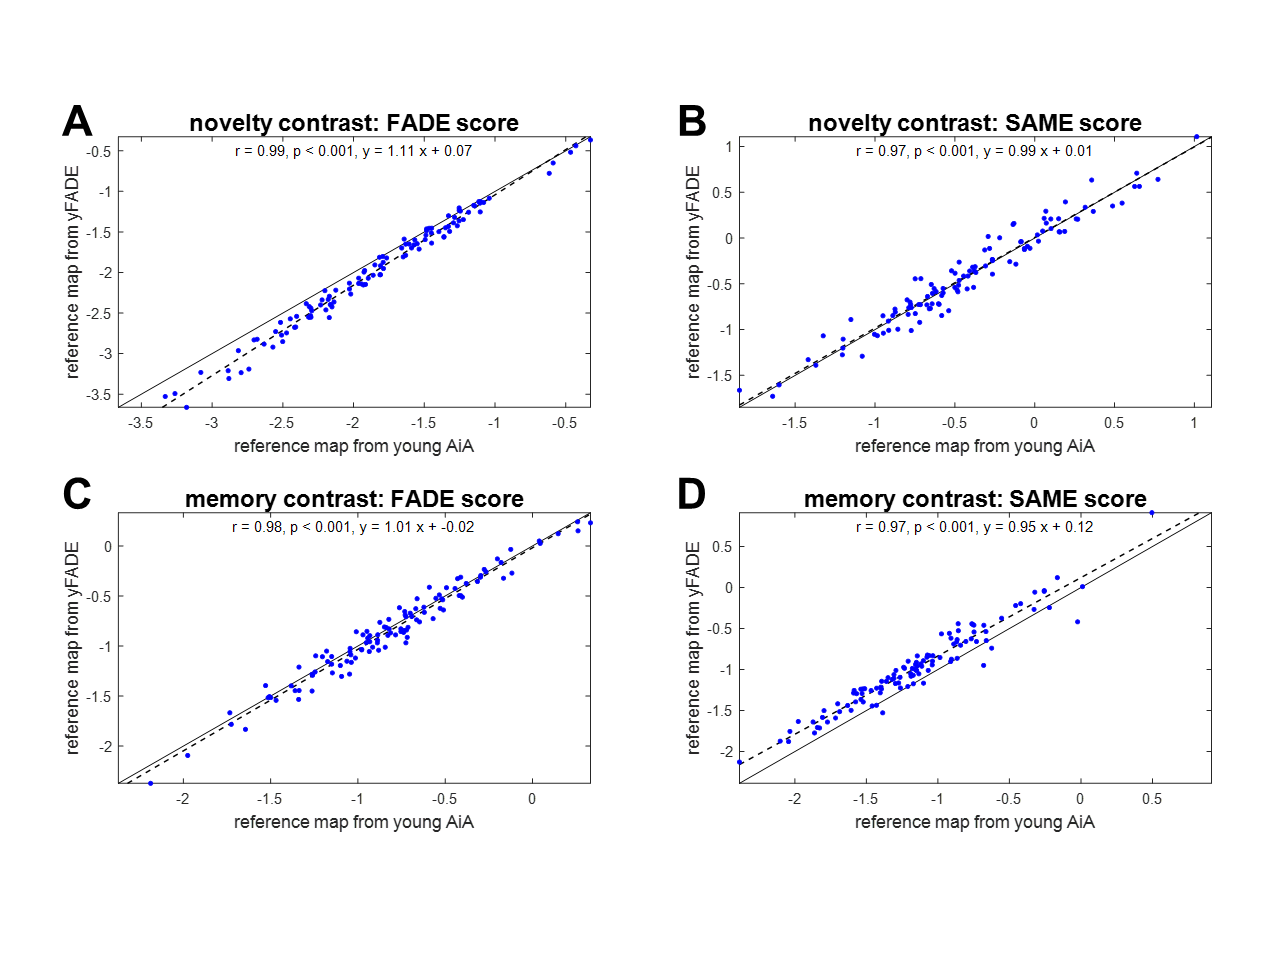 A
novelty contrast: FADE score
r = 0.99, p < 0.001, y = 1.11 x + 0.07
reference map from yFADE
-0.5
-1
-1.5
-2
-2.5
-3
-3.5
-3.5 -3 -2.5 -2 -1.5 -1 -0.5
reference map from young AiA
B
novelty contrast: SAME score
r = 0.97, p < 0.001, y = 0.99 x + 0.01
reference map from yFADE
1
0.5
0
-0.5
-1
-1.5
-1.5 -1 -0.5 0 0.5 1
reference map from young AiA
C
memory contrast: FADE score
r = 0.98, p < 0.001, y = 1.01 x + -0.02
reference map from yFADE
0
-0.5
-1
-1.5
-2
-2 -1.5 -1 -0.5 0
reference map from young AiA
D
memory contrast: SAME score
r = 0.97, p < 0.001, y = 0.95 x + 0.12
reference map from yFADE
0.5
0
-0.5
-1
-1.5
-2
-2 -1.5 -1 -0.5 0 0.5
reference map from young AiA